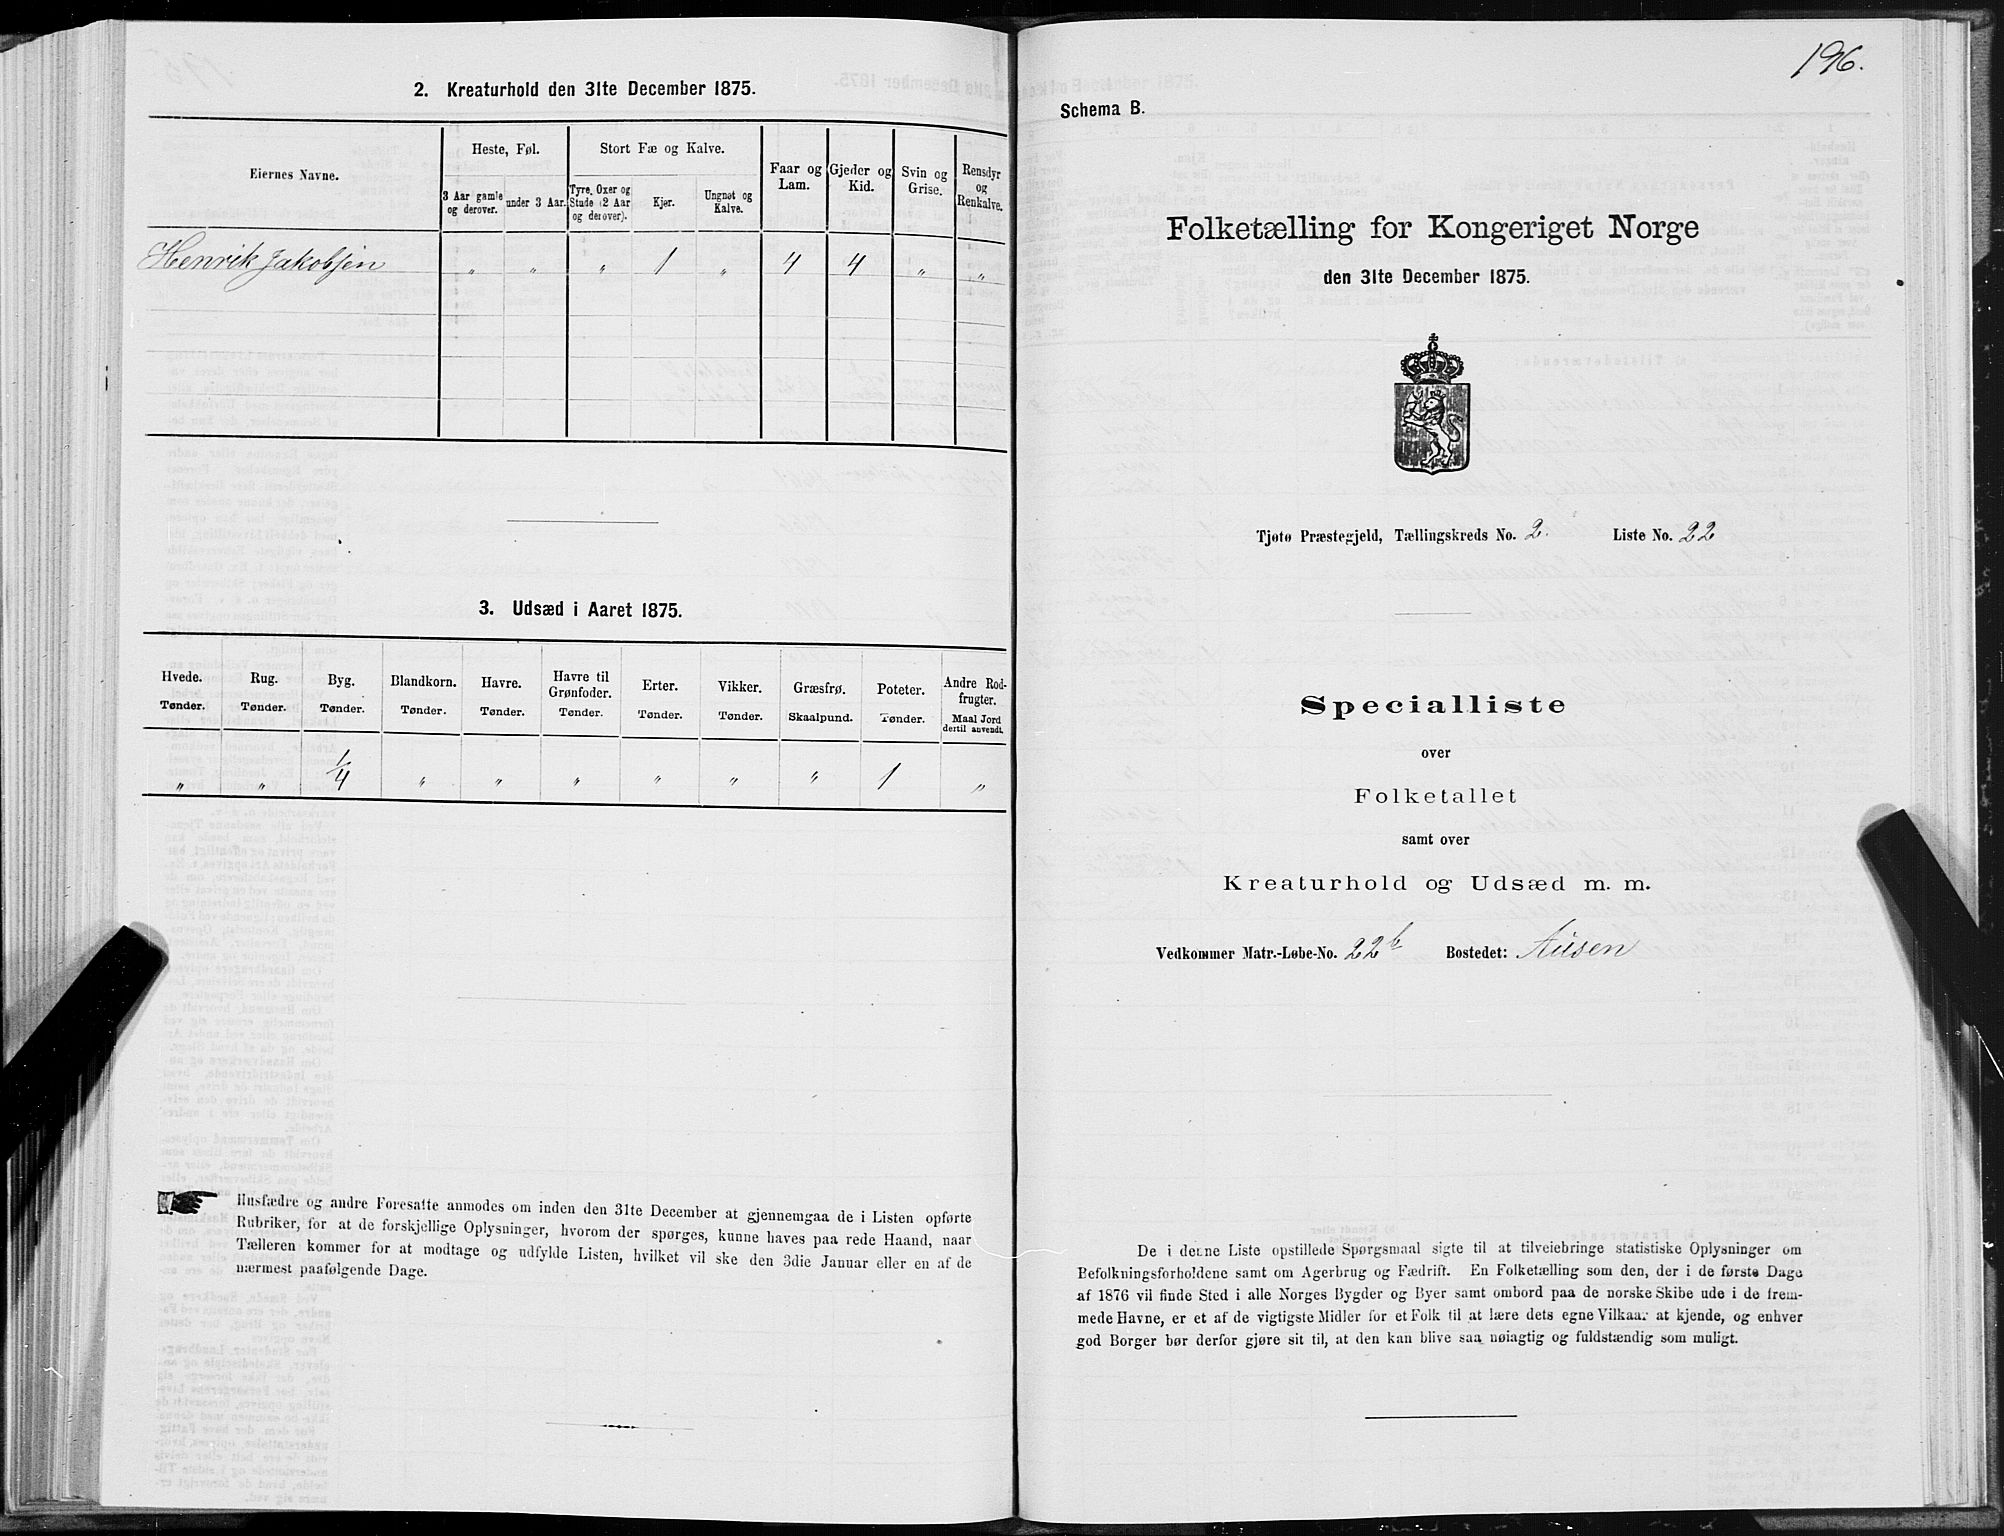 2. Kreaturhold den 31te December 1875.
Eiernes Navne.
Heste, Føl.
Stort Fæ og Kalve.
Faar og Lam.
Gjeder og Kid.
Svin og Grise.
Rensdyr og Renkalve.
3 Aar gamle og derover.
under 3 Aar.
Tyre, Oxer og Stude (2 Aar og derover).
Kjer.
Ungnøt og Kalve.
Henrik Jakobsen " " " 1 " 4 4 " "
3. Udsæd i Aaret 1875.
Hvede. Rug. Byg. Blandkorn. Havre. Havre til Grønfoder. Erter. Vikker. Græsfrø. Poteter. Andre Rodfrugter.
Tønder. Tønder. Tønder. Tønder. Tønder. Tønder. Tønder. Tønder. Skaalpund. Tønder. Maal Jord dertil anvendt.
" " 1/4 " " " " " " 1 "
Husfædre og andre Foresatte anmodes om inden den 31te December at gjennemgaa de i Listen opførte
Rubriker, for at de forskjellige Oplysninger, hvorom der spørges, kunne haves paa rede Haand, naar
Tælleren kommer for at modtage og udfylde Listen, hvilket vil ske den 3die Januar eller en af de
nærmest paafølgende Dage.
196.
Schema B.
Folketælling for Kongeriget Norge
den 31te December 1875.
Tjøtø Præstegjeld, Tællingskreds No. 2. Liste No. 22
Specialliste
over
Folketallet
samt over
Kreaturhold og Udsæd m. m.
Vedkommer Matr.-Løbe-No. 22b Bostedet: Ausen
De i denne Liste opstillede Spørgsmaal sigte til at tilveiebringe statistiske Oplysninger om
Befolkningsforholdene samt om Agerbrug og Fædrift. En Folketælling som den, der i de første Dage
af 1876 vil finde Sted i alle Norges Bygder og Byer samt ombord paa de norske Skibe ude i de frem-
mede Havne, er et af de vigtigste Midler for et Folk til at lære dets egne Vilkaar at kjende, og enhver
god Borger bør derfor gjøre sit til, at den kan blive saa nøiagtig og fuldstændig som muligt.